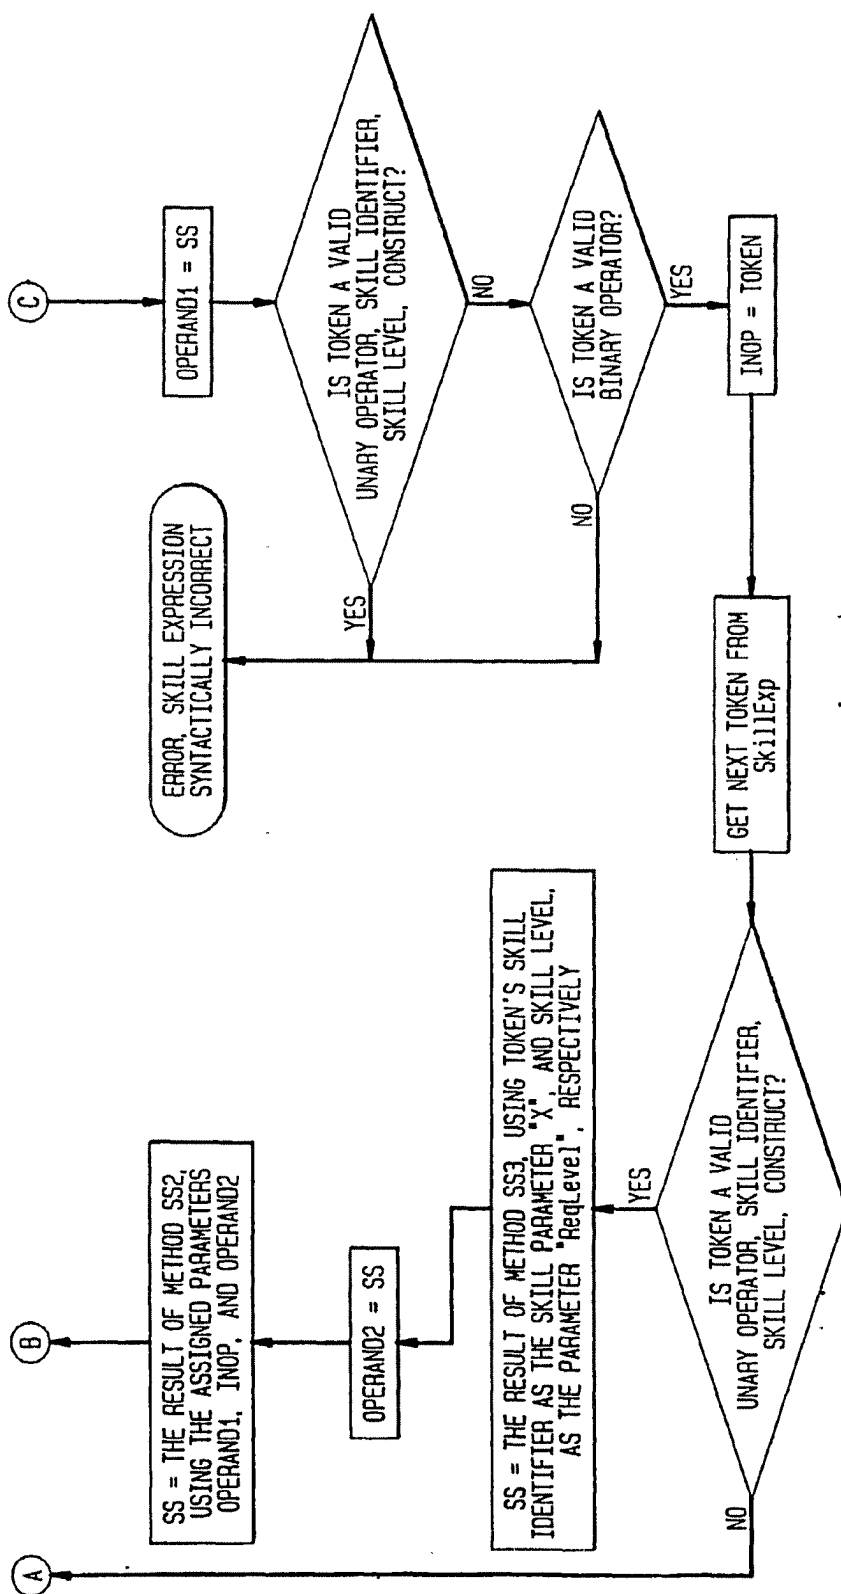 C
OPERAND1 = SS
IS TOKEN A VALID
UNARY OPERATOR, SKILL IDENTIFIER,
SKILL LEVEL, CONSTRUCT?
YES
NO
ERROR, SKILL EXPRESSION
SYNTACTICALLY INCORRECT
IS TOKEN A VALID
BINARY OPERATOR?
NO
YES
INOP = TOKEN
GET NEXT TOKEN FROM
SkillExp
IS TOKEN A VALID
UNARY OPERATOR, SKILL IDENTIFIER,
SKILL LEVEL, CONSTRUCT?
YES
NO
SS = THE RESULT OF METHOD SS3, USING TOKEN'S SKILL
IDENTIFIER AS THE SKILL PARAMETER "X", AND SKILL LEVEL,
AS THE PARAMETER "ReqLevel", RESPECTIVELY
OPERAND2 = SS
SS = THE RESULT OF METHOD SS2,
USING THE ASSIGNED PARAMETERS
OPERAND1, INOP, AND OPERAND2
B
A